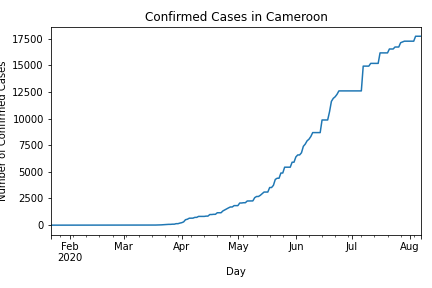 Confirmed Cases in Cameroon
Number of Confirmed Cases
17500
15000
12500
10000
7500
5000
2500
0
Feb
2020
Mar
Apr
May
Jun
Jul
Aug
Day